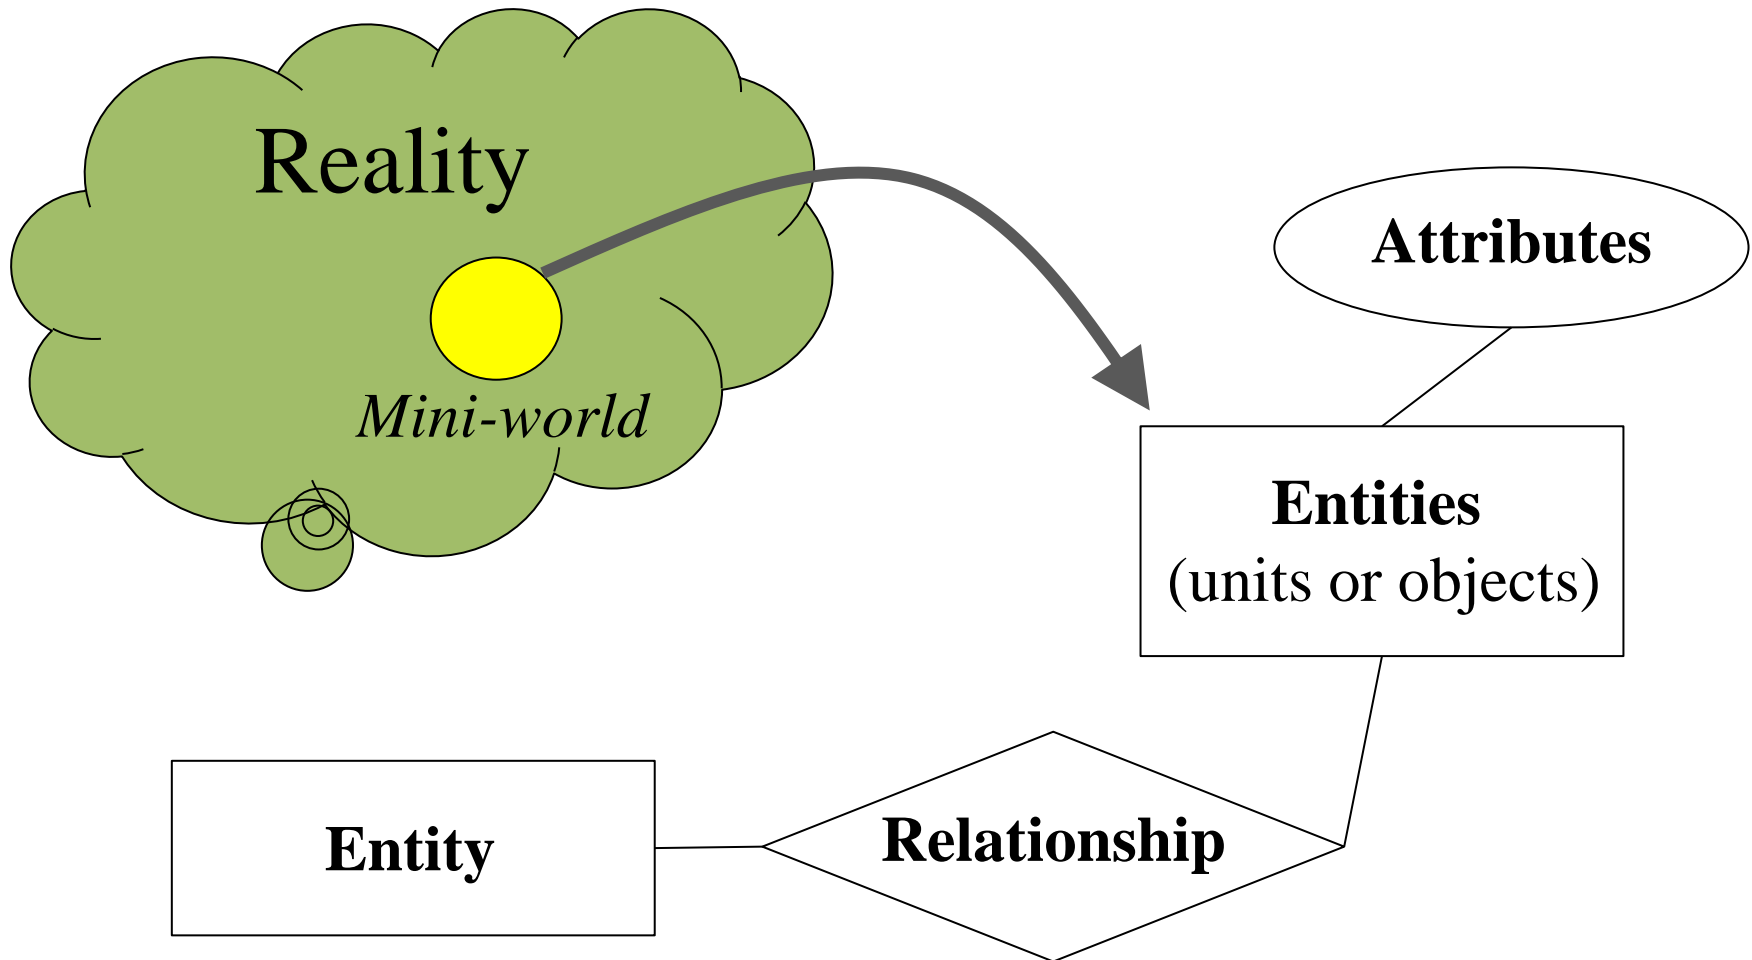 Reality
Mini-world
Attributes
Entities
(units or objects)
Entity
Relationship